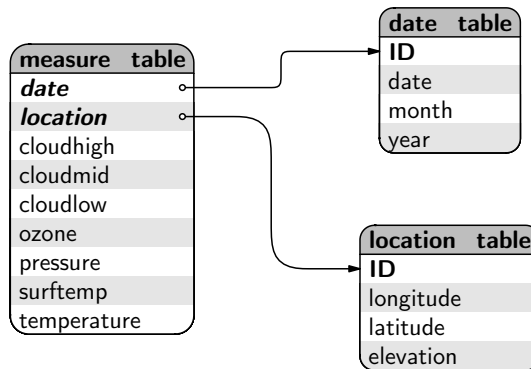 measure table
date
location
cloudhigh
cloudmid
cloudlow
ozone
pressure
surftemp
temperature
date table
ID
date
month
year
location table
ID
longitude
latitude
elevation